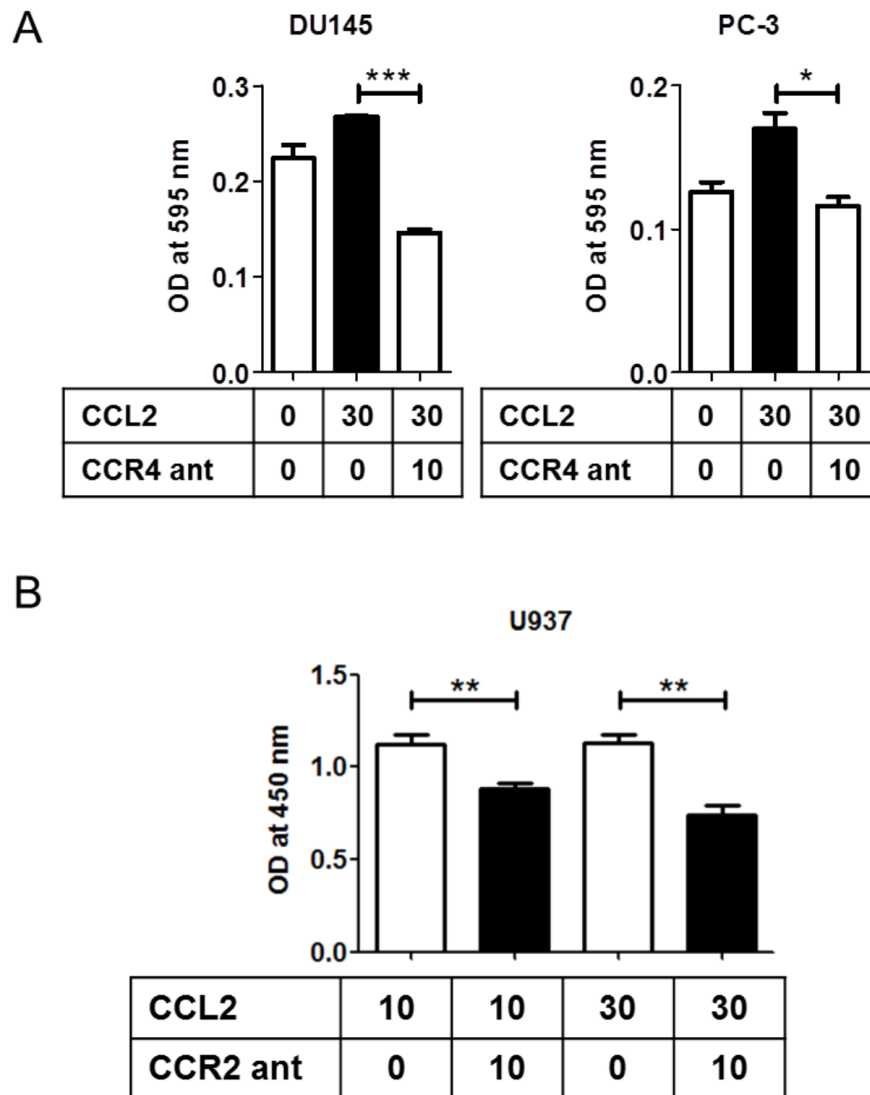 A
DU145
PC-3
***
*
OD at 595 nm
0.3
0.2
0.1
0.0
OD at 595 nm
0.2
0.1
0.0
CCL2 0 30 30
CCR4 ant 0 0 10
CCL2 0 30 30
CCR4 ant 0 0 10
B
U937
** **
OD at 450 nm
1.5
1.0
0.5
0.0
CCL2 10 10 30 30
CCR2 ant 0 10 0 10